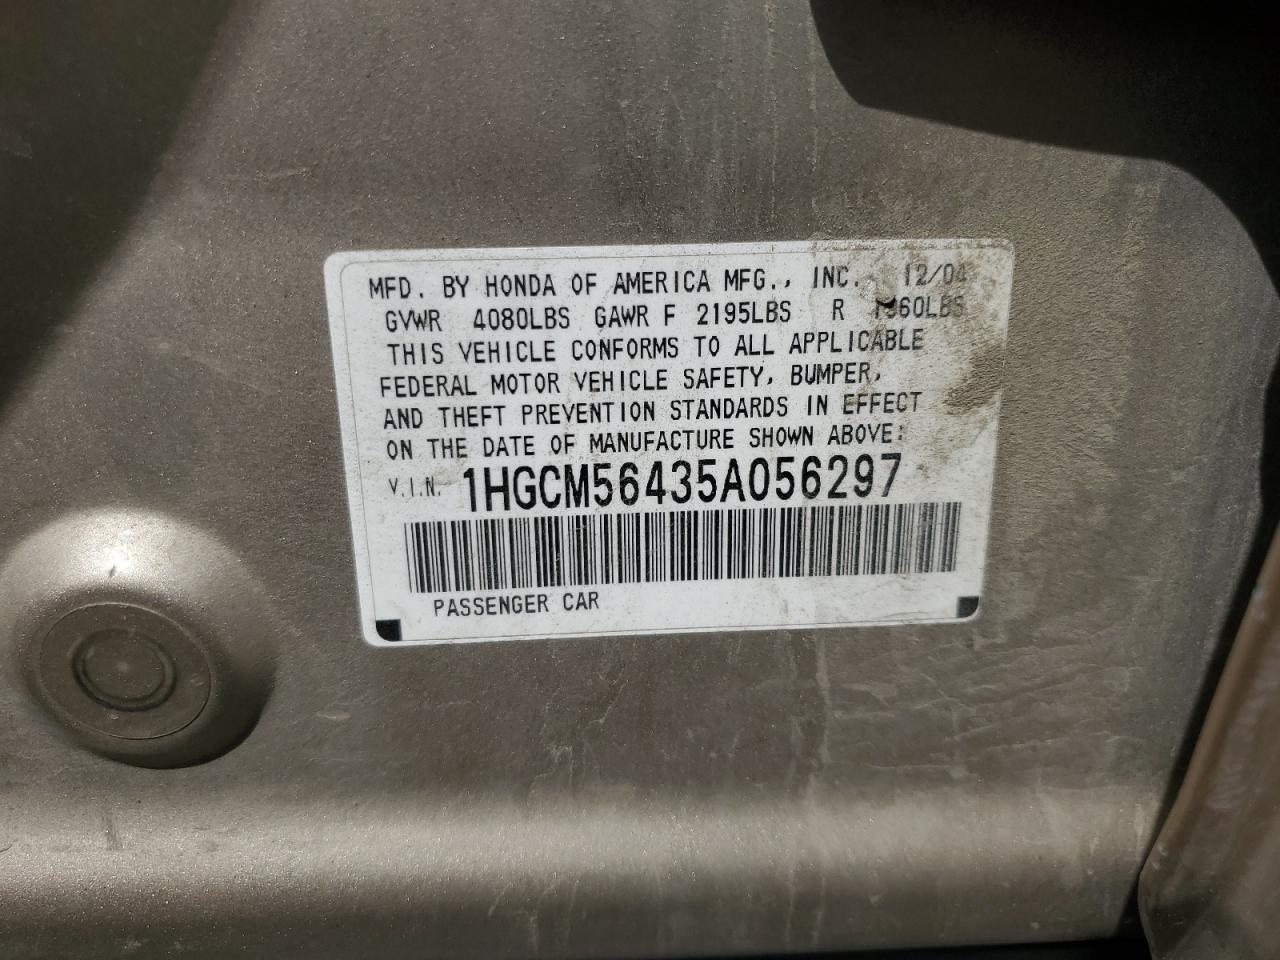 MFD. BY HONDA OF AMERICA MFG., INC. 12/04
GVWR 4080LBS GAWR F 2195LBS R 1960LBS
THIS VEHICLE CONFORMS TO ALL APPLICABLE
FEDERAL MOTOR VEHICLE SAFETY, BUMPER,
AND THEFT PREVENTION STANDARDS IN EFFECT
ON THE DATE OF MANUFACTURE SHOWN ABOVE:
V.I.N. 1HGCM56435A056297
PASSENGER CAR